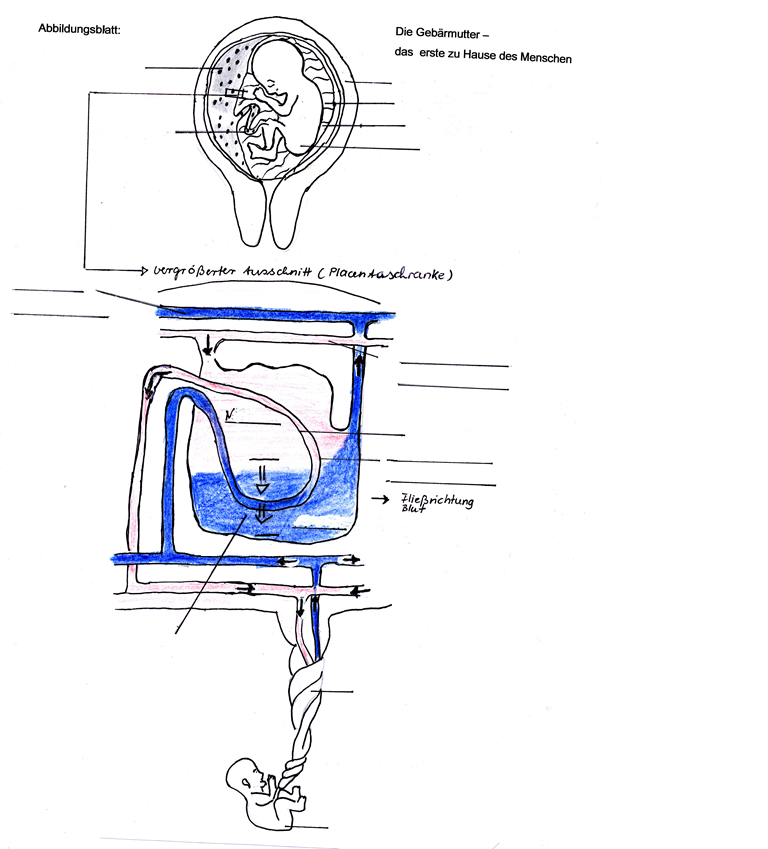 Abbildungsblatt:
Die Gebärmutter –
das erste zu Hause des Menschen
vergrößerter Ausschnitt (Placentaschranke)
N.
Fließrichtung
Blut